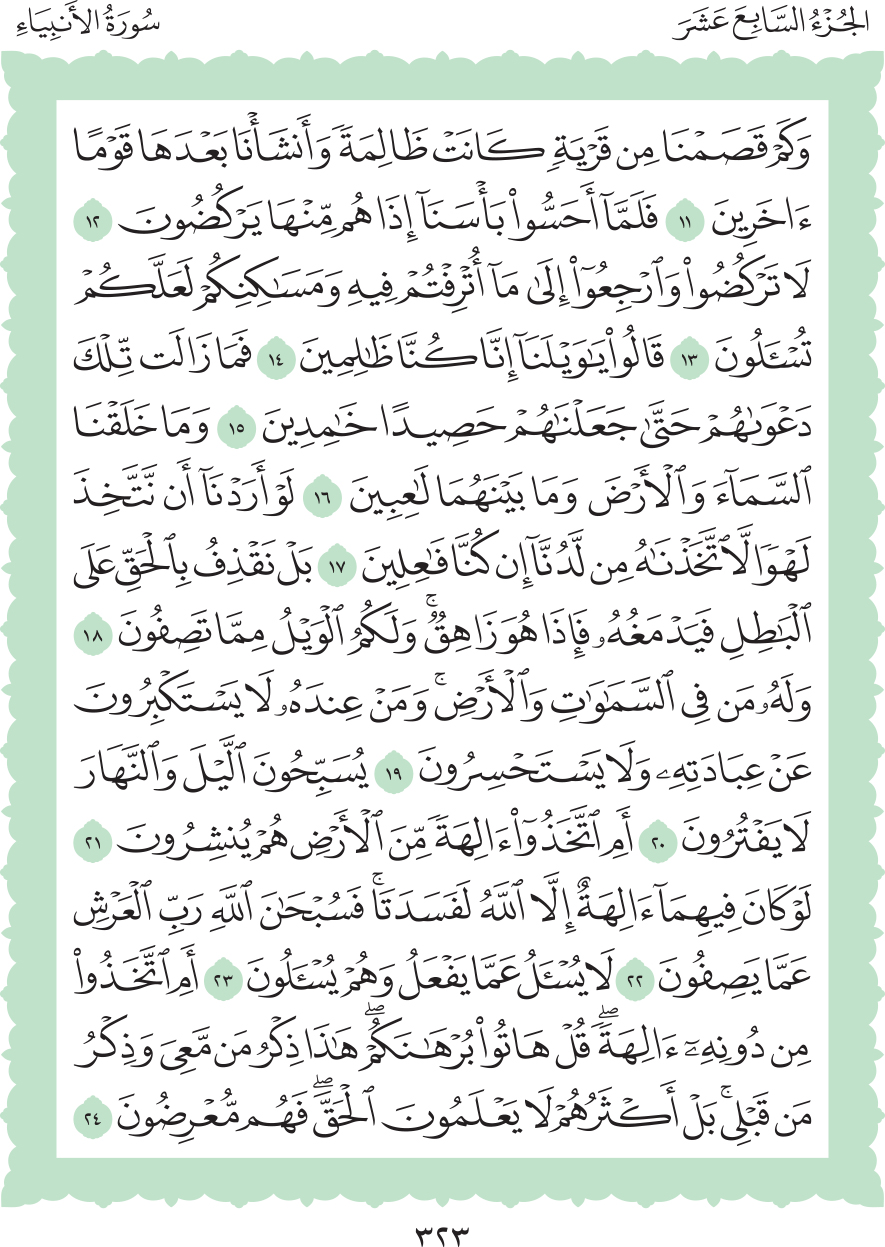 الجُزْءُ السَّابِعَ عَشَرَ
سُورَةُ الأَنبِيَاءِ
وَكَمْ قَصَمْنَا مِن قَرْيَةٍۢ كَانَتْ ظَالِمَةًۭ وَأَنشَأْنَا بَعْدَهَا قَوْمًا
ءَاخَرِينَ ١١ فَلَمَّآ أَحَسُّوا۟ بَأْسَنَآ إِذَا هُم مِّنْهَا يَرْكُضُونَ ١٢
لَا تَرْكُضُوا۟ وَٱرْجِعُوٓا۟ إِلَىٰ مَآ أُتْرِفْتُمْ فِيهِ وَمَسَـٰكِنِكُمْ لَعَلَّكُمْ
تُسْـَٔلُونَ ١٣ قَالُوا۟ يَـٰوَيْلَنَآ إِنَّا كُنَّا ظَـٰلِمِينَ ١٤ فَمَا زَالَت تِّلْكَ
دَعْوَىٰهُمْ حَتَّىٰ جَعَلْنَـٰهُمْ حَصِيدًا خَـٰمِدِينَ ١٥ وَمَا خَلَقْنَا
ٱلسَّمَآءَ وَٱلْأَرْضَ وَمَا بَيْنَهُمَا لَـٰعِبِينَ ١٦ لَوْ أَرَدْنَآ أَن نَّتَّخِذَ
لَهْوًۭا لَّٱتَّخَذْنَـٰهُ مِن لَّدُنَّآ إِن كُنَّا فَـٰعِلِينَ ١٧ بَلْ نَقْذِفُ بِٱلْحَقِّ عَلَى
ٱلْبَـٰطِلِ فَيَدْمَغُهُۥ فَإِذَا هُوَ زَاهِقٌۭ ۚ وَلَكُمُ ٱلْوَيْلُ مِمَّا تَصِفُونَ ١٨
وَلَهُۥ مَن فِى ٱلسَّمَـٰوَٰتِ وَٱلْأَرْضِ ۚ وَمَنْ عِندَهُۥ لَا يَسْتَكْبِرُونَ
عَنْ عِبَادَتِهِۦ وَلَا يَسْتَحْسِرُونَ ١٩ يُسَبِّحُونَ ٱلَّيْلَ وَٱلنَّهَارَ
لَا يَفْتُرُونَ ٢٠ أَمِ ٱتَّخَذُوٓا۟ ءَالِهَةًۭ مِّنَ ٱلْأَرْضِ هُمْ يُنشِرُونَ ٢١
لَوْ كَانَ فِيهِمَآ ءَالِهَةٌ إِلَّا ٱللَّهُ لَفَسَدَتَا ۚ فَسُبْحَـٰنَ ٱللَّهِ رَبِّ ٱلْعَرْشِ
عَمَّا يَصِفُونَ ٢٢ لَا يُسْـَٔلُ عَمَّا يَفْعَلُ وَهُمْ يُسْـَٔلُونَ ٢٣ أَمِ ٱتَّخَذُوا۟
مِن دُونِهِۦٓ ءَالِهَةًۭ ۖ قُلْ هَاتُوا۟ بُرْهَـٰنَكُمْ ۖ هَـٰذَا ذِكْرُ مَن مَّعِىَ وَذِكْرُ
مَن قَبْلِى ۚ بَلْ أَكْثَرُهُمْ لَا يَعْلَمُونَ ٱلْحَقَّ ۖ فَهُم مُّعْرِضُونَ ٢٤
٣٢٣